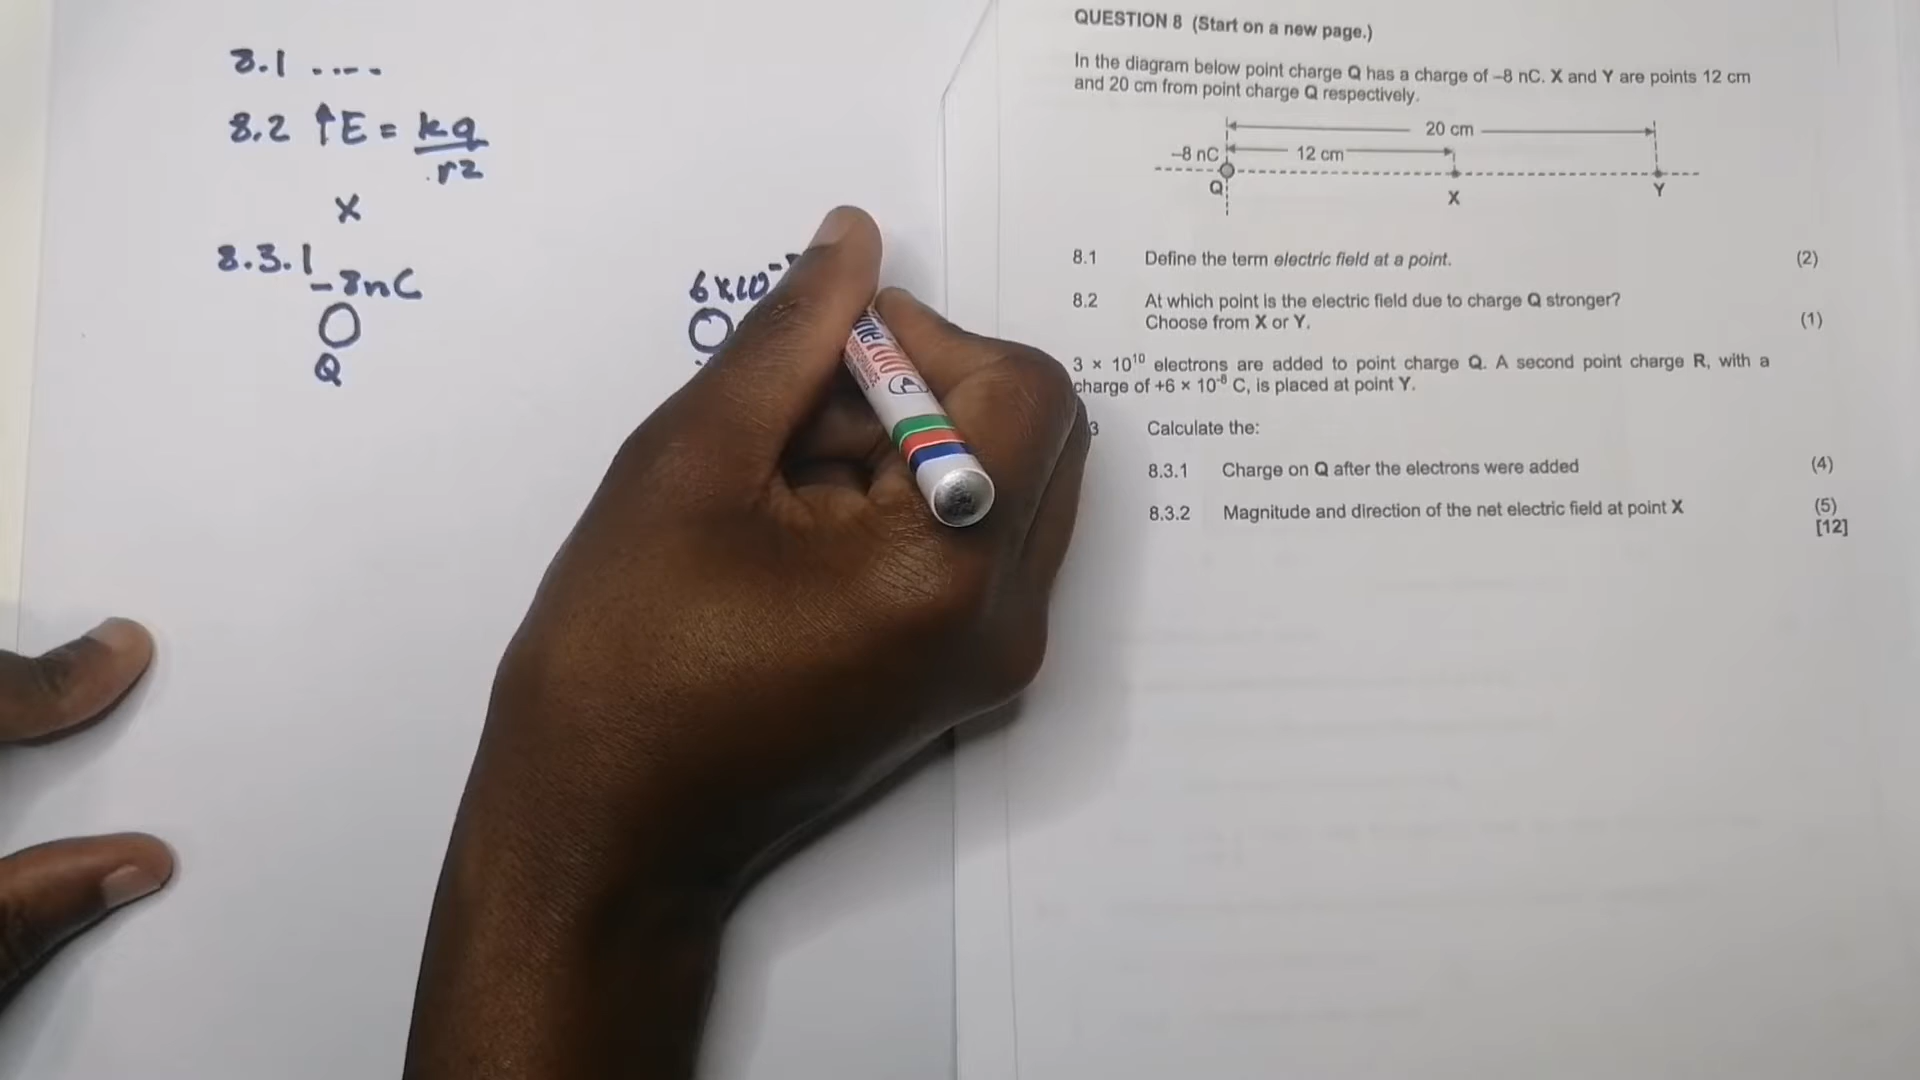 8.1 ....
8.2 ↑E = kq
r2
X
8.3.1
-8nC
Q
6x10
QUESTION 8 (Start on a new page.)
In the diagram below point charge Q has a charge of –8 nC. X and Y are points 12 cm
and 20 cm from point charge Q respectively.
20 cm
–8 nC
12 cm
Q
X
Y
8.1 Define the term electric field at a point. (2)
8.2 At which point is the electric field due to charge Q stronger?
Choose from X or Y. (1)
3 × 10¹⁰ electrons are added to point charge Q. A second point charge R, with a
charge of +6 × 10⁻⁸ C, is placed at point Y.
3 Calculate the:
8.3.1 Charge on Q after the electrons were added (4)
8.3.2 Magnitude and direction of the net electric field at point X (5)
[12]